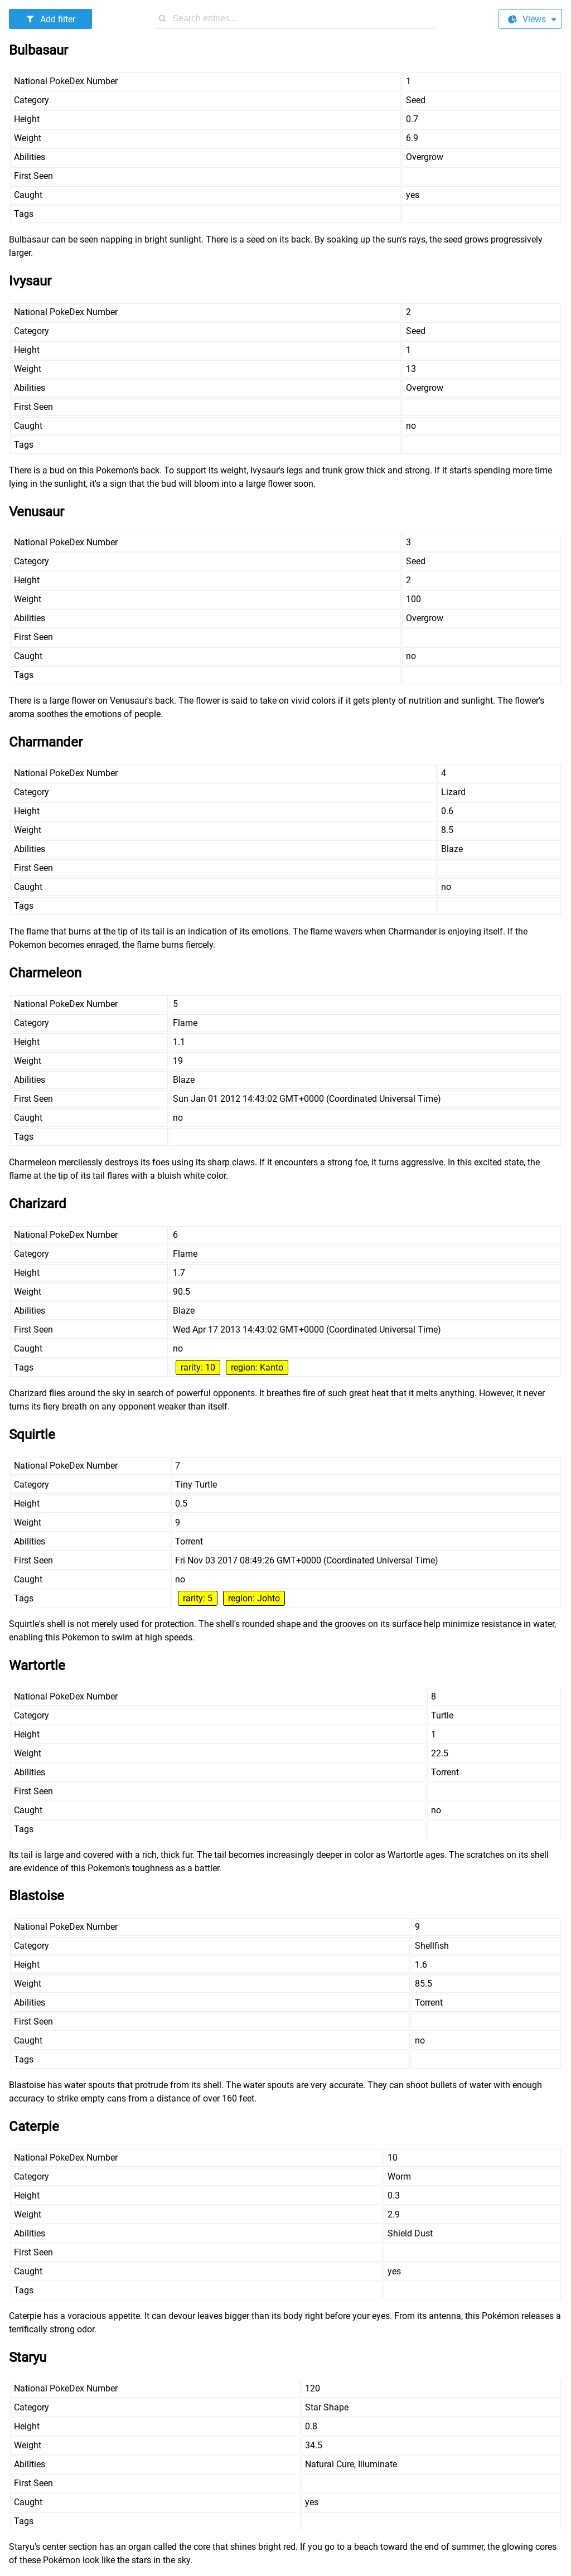 Add filter
Search entries...
Views
Bulbasaur
National PokeDex Number 1
Category Seed
Height 0.7
Weight 6.9
Abilities Overgrow
First Seen
Caught yes
Tags
Bulbasaur can be seen napping in bright sunlight. There is a seed on its back. By soaking up the sun's rays, the seed grows progressively
larger.
Ivysaur
National PokeDex Number 2
Category Seed
Height 1
Weight 13
Abilities Overgrow
First Seen
Caught no
Tags
There is a bud on this Pokemon's back. To support its weight, Ivysaur's legs and trunk grow thick and strong. If it starts spending more time
lying in the sunlight, it's a sign that the bud will bloom into a large flower soon.
Venusaur
National PokeDex Number 3
Category Seed
Height 2
Weight 100
Abilities Overgrow
First Seen
Caught no
Tags
There is a large flower on Venusaur's back. The flower is said to take on vivid colors if it gets plenty of nutrition and sunlight. The flower's
aroma soothes the emotions of people.
Charmander
National PokeDex Number 4
Category Lizard
Height 0.6
Weight 8.5
Abilities Blaze
First Seen
Caught no
Tags
The flame that burns at the tip of its tail is an indication of its emotions. The flame wavers when Charmander is enjoying itself. If the
Pokemon becomes enraged, the flame burns fiercely.
Charmeleon
National PokeDex Number 5
Category Flame
Height 1.1
Weight 19
Abilities Blaze
First Seen Sun Jan 01 2012 14:43:02 GMT+0000 (Coordinated Universal Time)
Caught no
Tags
Charmeleon mercilessly destroys its foes using its sharp claws. If it encounters a strong foe, it turns aggressive. In this excited state, the
flame at the tip of its tail flares with a bluish white color.
Charizard
National PokeDex Number 6
Category Flame
Height 1.7
Weight 90.5
Abilities Blaze
First Seen Wed Apr 17 2013 14:43:02 GMT+0000 (Coordinated Universal Time)
Caught no
Tags rarity: 10 region: Kanto
Charizard flies around the sky in search of powerful opponents. It breathes fire of such great heat that it melts anything. However, it never
turns its fiery breath on any opponent weaker than itself.
Squirtle
National PokeDex Number 7
Category Tiny Turtle
Height 0.5
Weight 9
Abilities Torrent
First Seen Fri Nov 03 2017 08:49:26 GMT+0000 (Coordinated Universal Time)
Caught no
Tags rarity: 5 region: Johto
Squirtle's shell is not merely used for protection. The shell's rounded shape and the grooves on its surface help minimize resistance in water,
enabling this Pokemon to swim at high speeds.
Wartortle
National PokeDex Number 8
Category Turtle
Height 1
Weight 22.5
Abilities Torrent
First Seen
Caught no
Tags
Its tail is large and covered with a rich, thick fur. The tail becomes increasingly deeper in color as Wartortle ages. The scratches on its shell
are evidence of this Pokemon's toughness as a battler.
Blastoise
National PokeDex Number 9
Category Shellfish
Height 1.6
Weight 85.5
Abilities Torrent
First Seen
Caught no
Tags
Blastoise has water spouts that protrude from its shell. The water spouts are very accurate. They can shoot bullets of water with enough
accuracy to strike empty cans from a distance of over 160 feet.
Caterpie
National PokeDex Number 10
Category Worm
Height 0.3
Weight 2.9
Abilities Shield Dust
First Seen
Caught yes
Tags
Caterpie has a voracious appetite. It can devour leaves bigger than its body right before your eyes. From its antenna, this Pokémon releases a
terrifically strong odor.
Staryu
National PokeDex Number 120
Category Star Shape
Height 0.8
Weight 34.5
Abilities Natural Cure, Illuminate
First Seen
Caught yes
Tags
Staryu's center section has an organ called the core that shines bright red. If you go to a beach toward the end of summer, the glowing cores
of these Pokémon look like the stars in the sky.